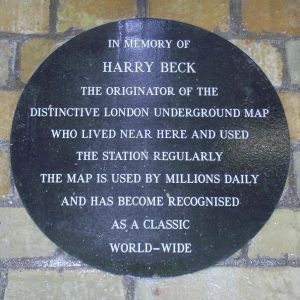 IN MEMORY OF
HARRY BECK
THE ORIGINATOR OF THE
DISTINCTIVE LONDON UNDERGROUND MAP
WHO LIVED NEAR HERE AND USED
THE STATION REGULARLY
THE MAP IS USED BY MILLIONS DAILY
AND HAS BECOME RECOGNISED
AS A CLASSIC
WORLD-WIDE